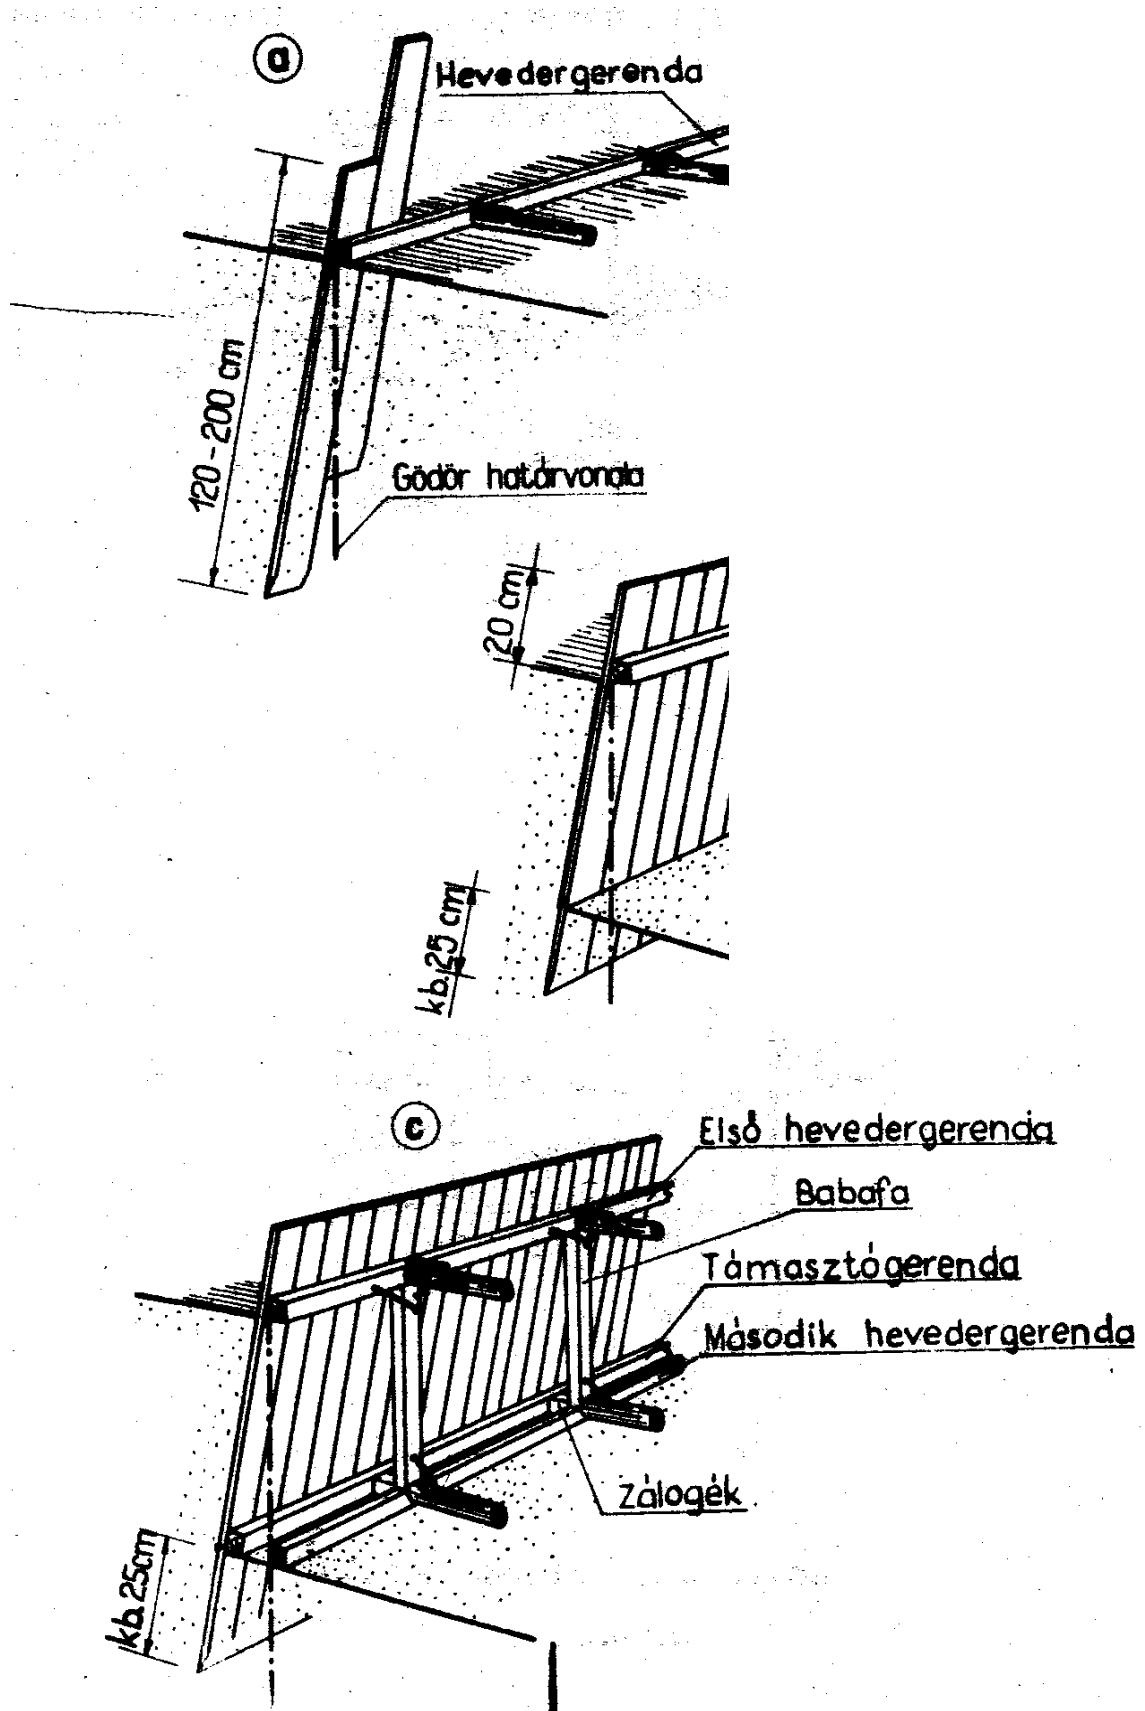 a
Hevedergerenda
120-200 cm
Gödör határvonala
20 cm
kb. 25 cm
c
Első hevedergerenda
Babafa
Támasztógerenda
Második hevedergerenda
Zálogék
kb. 25cm